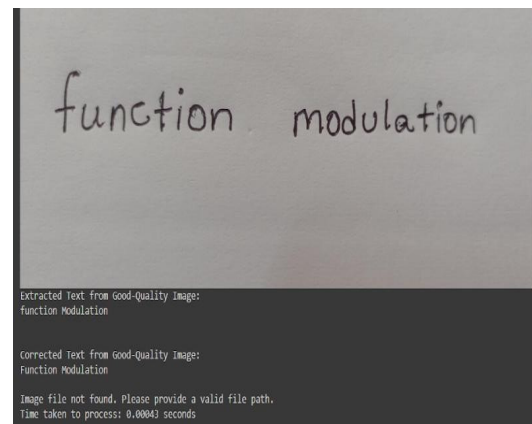 function modulation
Extracted Text from Good-Quality Image:
function Modulation
Corrected Text from Good-Quality Image:
Function Modulation
Image file not found. Please provide a valid file path.
Time taken to process: 0.00043 seconds